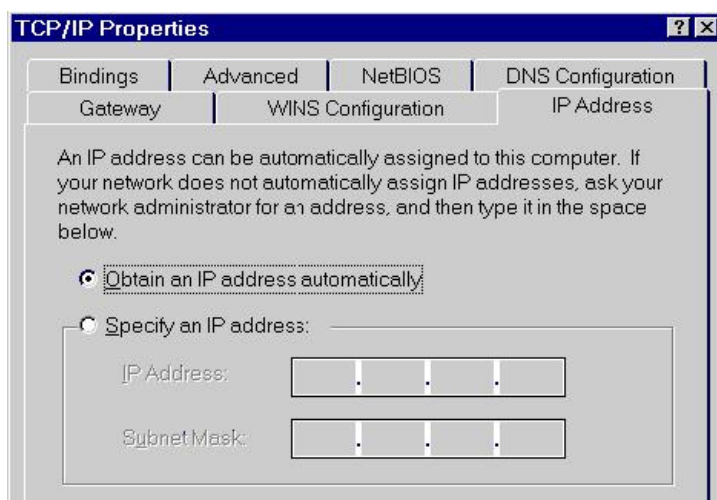 TCP/IP Properties
Bindings Advanced NetBIOS DNS Configuration
Gateway WINS Configuration IP Address
An IP address can be automatically assigned to this computer. If
your network does not automatically assign IP addresses, ask your
network administrator for an address, and then type it in the space
below.
Obtain an IP address automatically
Specify an IP address:
IP Address:
. . .
Subnet Mask:
. . .